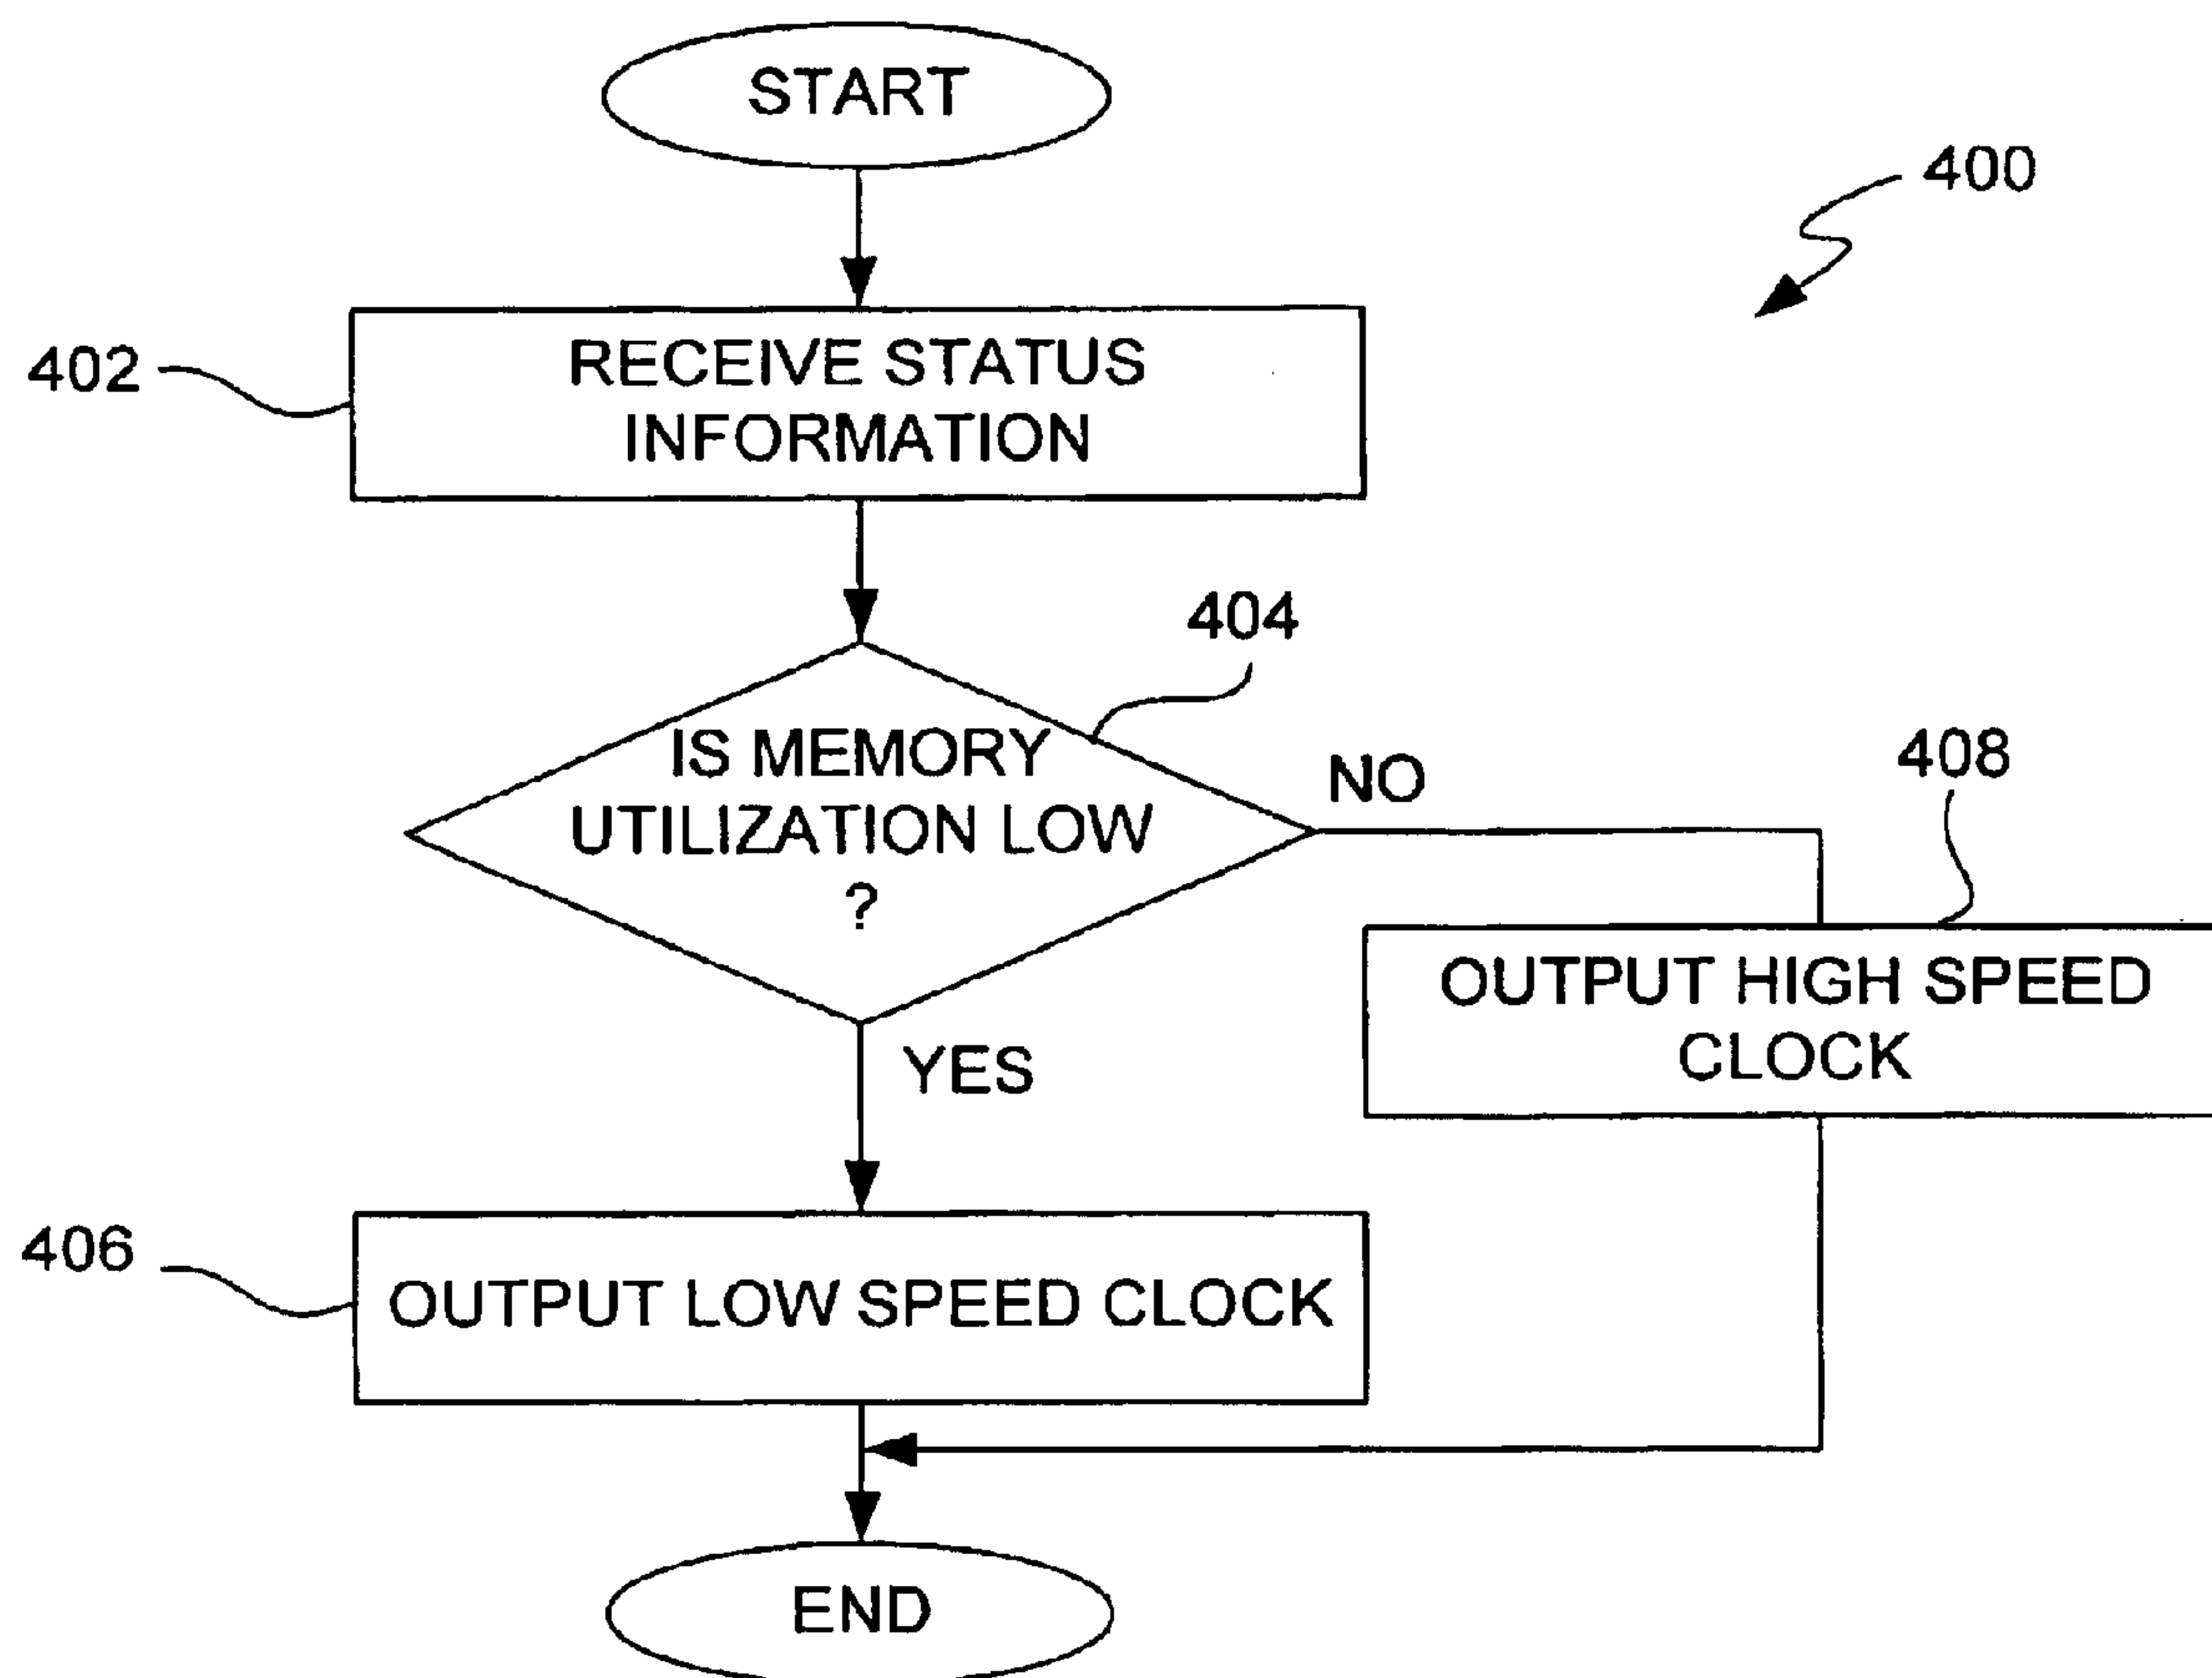 START
400
402
RECEIVE STATUS
INFORMATION
404
IS MEMORY
UTILIZATION LOW
?
NO
408
OUTPUT HIGH SPEED
CLOCK
YES
406
OUTPUT LOW SPEED CLOCK
END